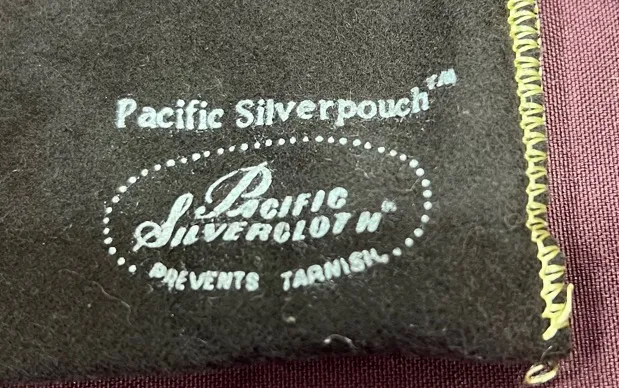 Pacific Silverpouch™
Pacific
Silvercloth®
PREVENTS TARNISH